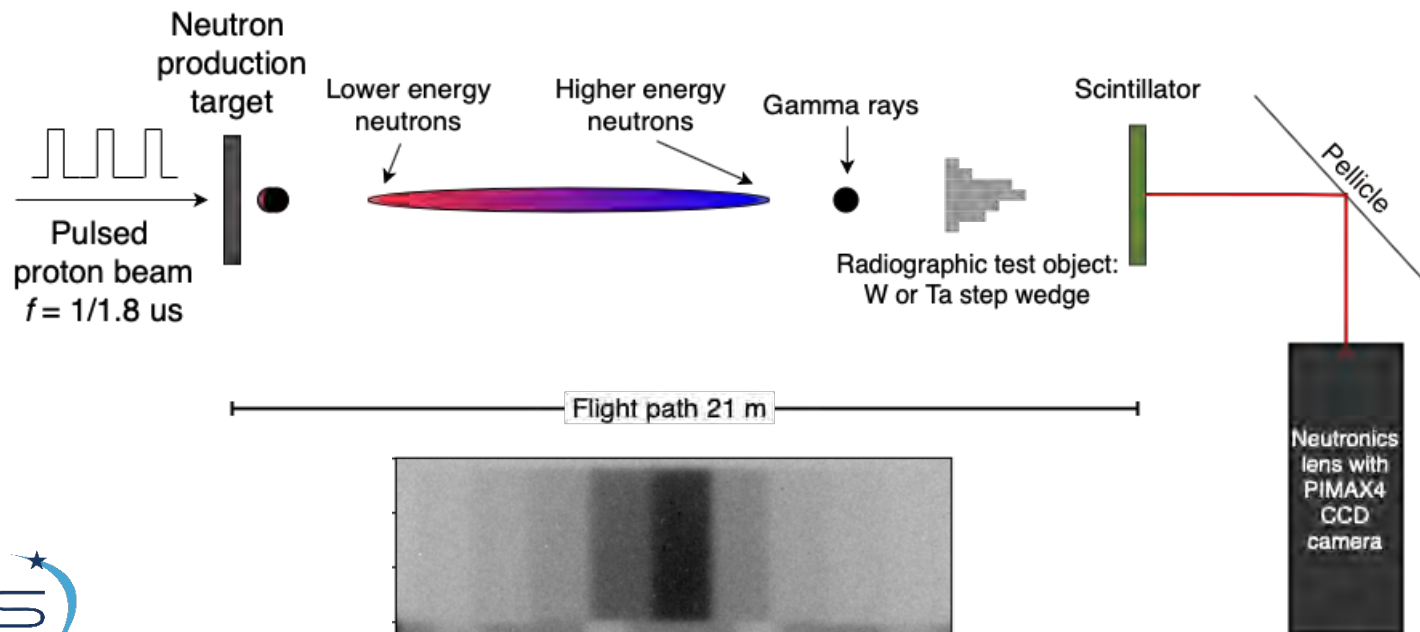 Neutron
production
target
Lower energy
neutrons
Higher energy
neutrons
Gamma rays
Scintillator
Pellicle
Pulsed
proton beam
f = 1/1.8 us
Radiographic test object:
W or Ta step wedge
Flight path 21 m
Neutronics
lens with
PIMAX4
CCD
camera